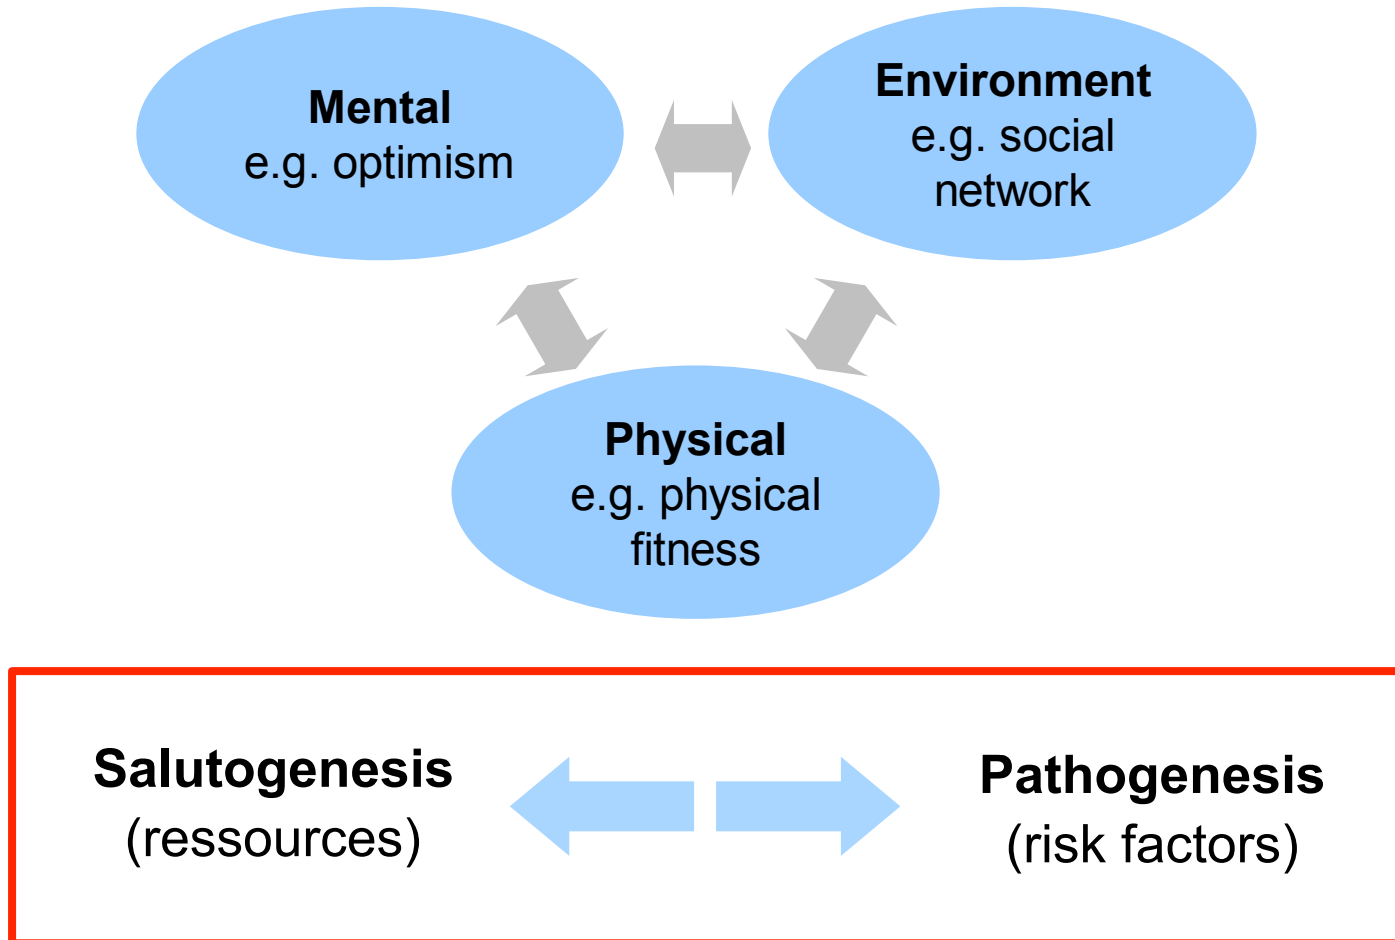 Mental
e.g. optimism
Environment
e.g. social
network
Physical
e.g. physical
fitness
Salutogenesis
(ressources)
Pathogenesis
(risk factors)